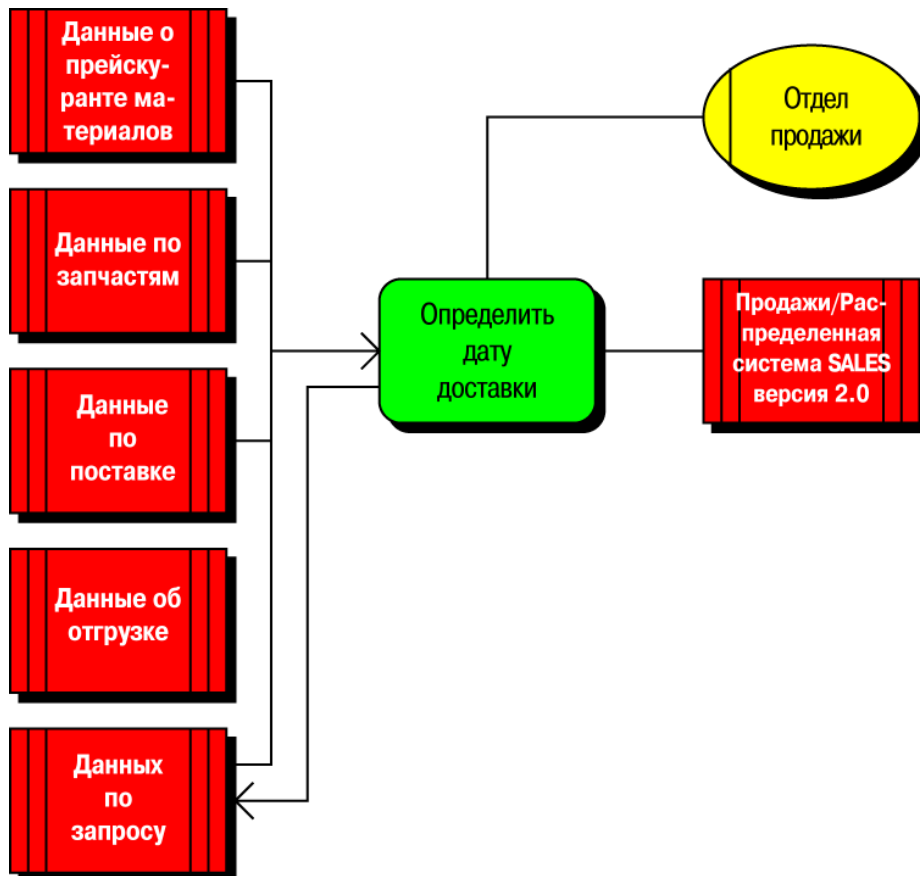 Данные о
прейску-
ранте ма-
териалов
Данные по
запчастям
Данные
по
поставке
Данные об
отгрузке
Данных
по
запросу
Определить
дату
доставки
Отдел
продажи
Продажи/Рас-
пределенная
система SALES
версия 2.0